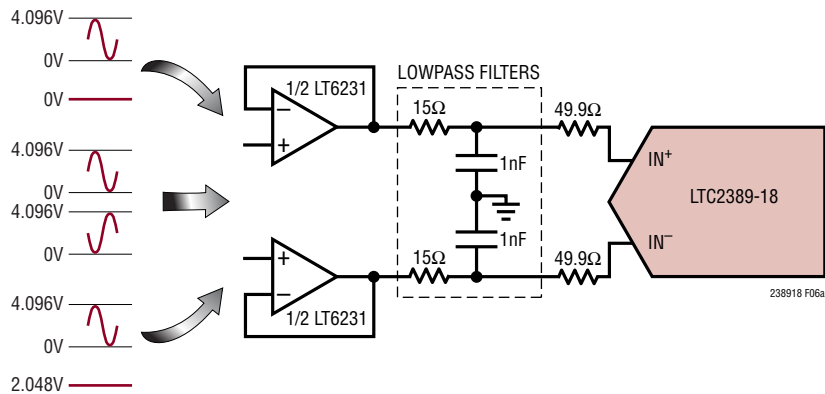 4.096V
0V
0V
4.096V
0V
4.096V
0V
4.096V
0V
2.048V
1/2 LT6231
−
+
+
−
1/2 LT6231
LOWPASS FILTERS
15Ω
1nF
1nF
15Ω
49.9Ω
49.9Ω
IN+
LTC2389-18
IN−
238918 F06a